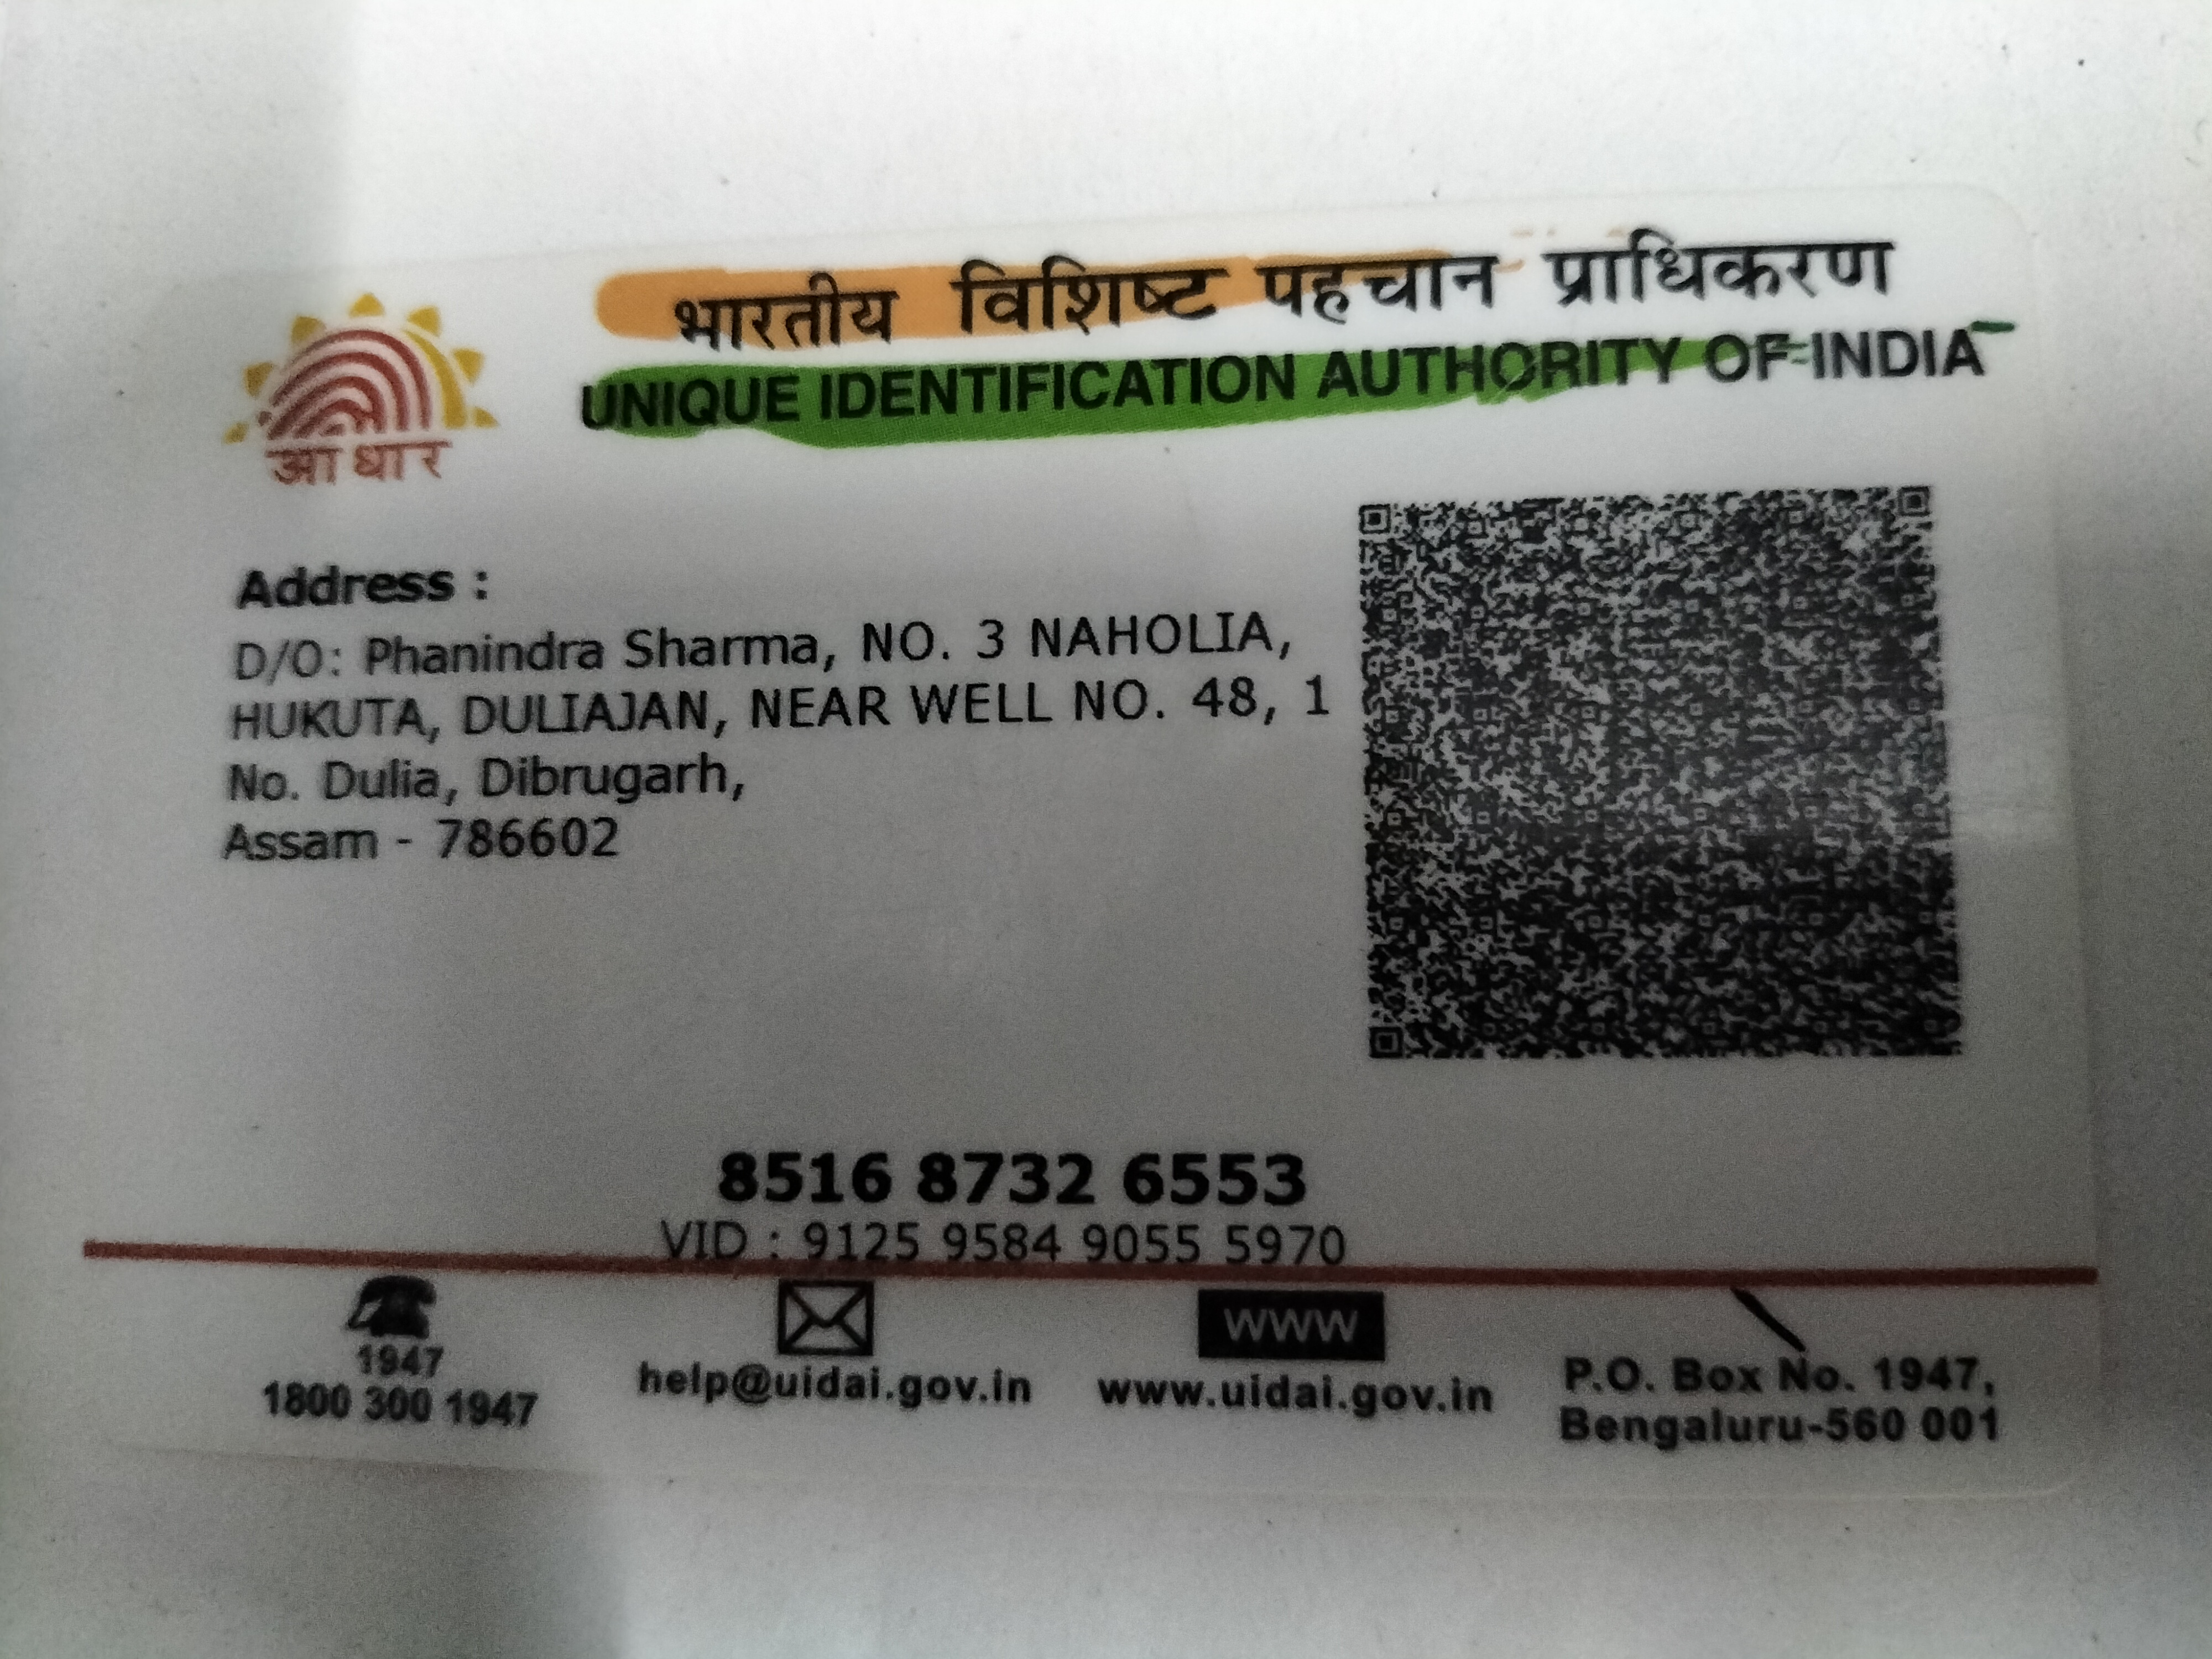 भारतीय विशिष्ट पहचान प्राधिकरण
UNIQUE IDENTIFICATION AUTHORITY OF INDIA
आधार
Address :
D/O: Phanindra Sharma, NO. 3 NAHOLIA,
HUKUTA, DULIAJAN, NEAR WELL NO. 48, 1
No. Dulia, Dibrugarh,
Assam - 786602
8516 8732 6553
VID : 9125 9584 9055 5970
1947
1800 300 1947
help@uidai.gov.in
www
www.uidai.gov.in
P.O. Box No. 1947,
Bengaluru-560 001